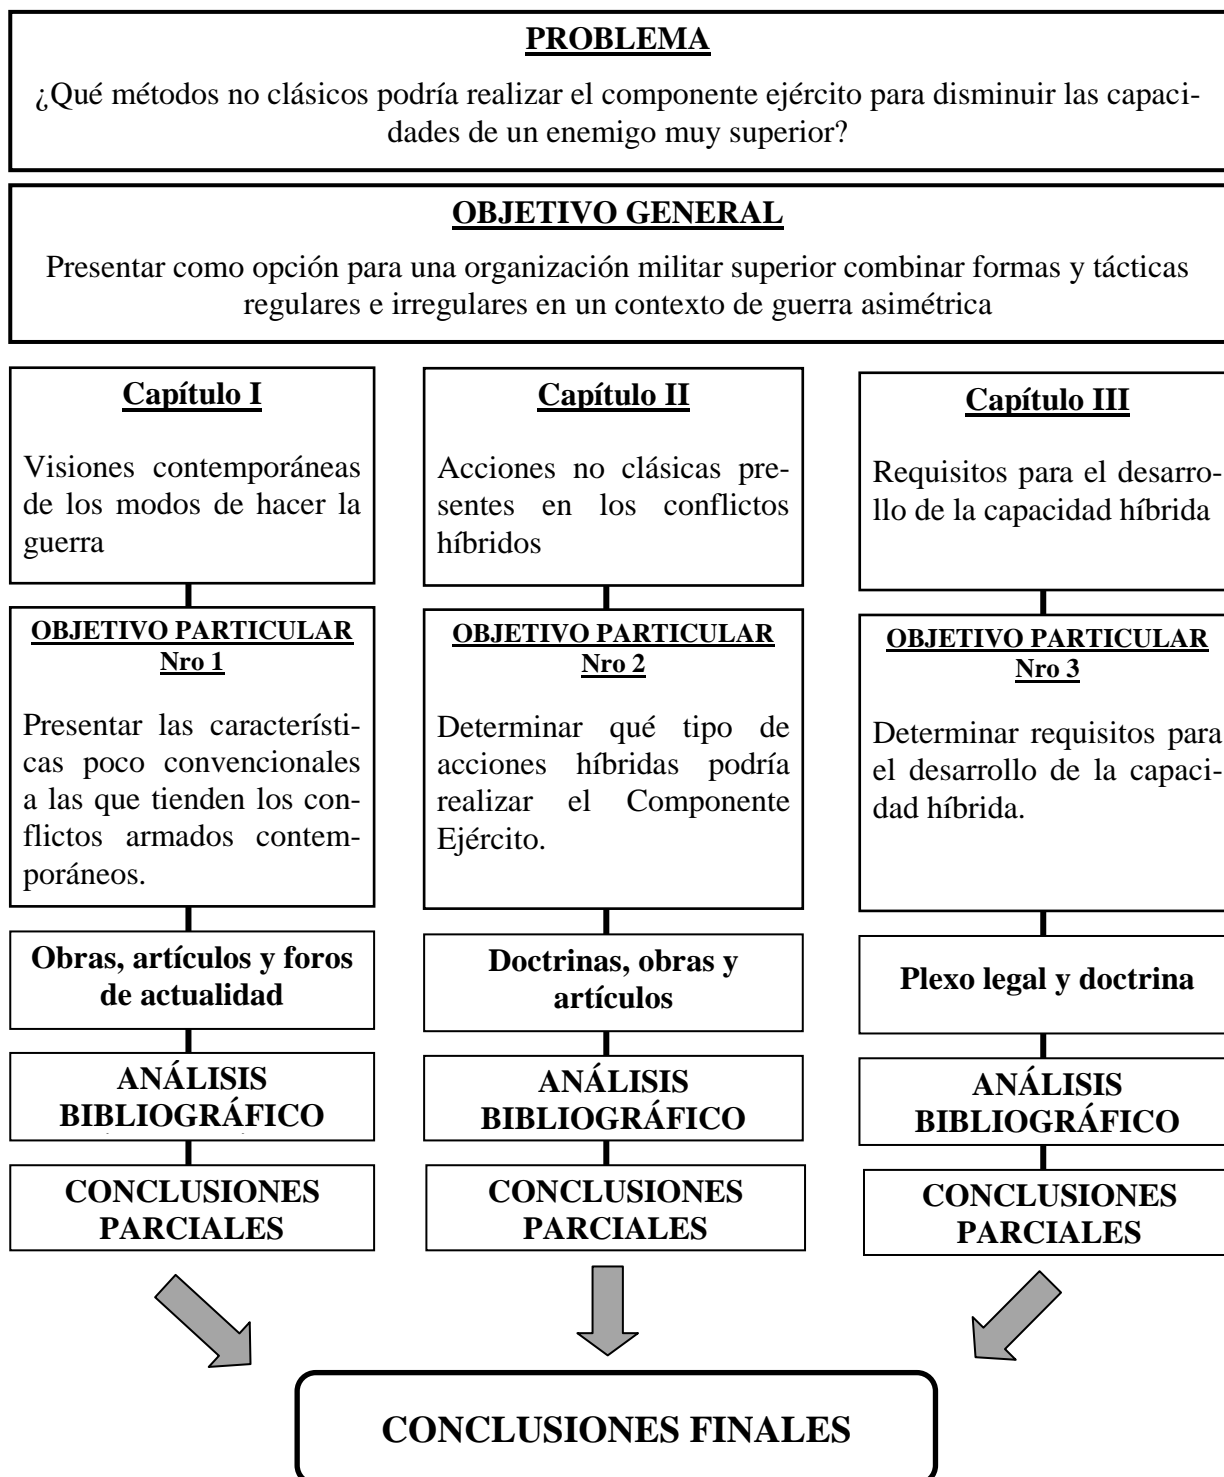 PROBLEMA
¿Qué métodos no clásicos podría realizar el componente ejército para disminuir las capaci-
dades de un enemigo muy superior?
OBJETIVO GENERAL
Presentar como opción para una organización militar superior combinar formas y tácticas
regulares e irregulares en un contexto de guerra asimétrica
Capítulo I
Visiones contemporáneas
de los modos de hacer la
guerra
OBJETIVO PARTICULAR
Nro 1
Presentar las característi-
cas poco convencionales
a las que tienden los con-
flictos armados contem-
poráneos.
Obras, artículos y foros
de actualidad
ANÁLISIS
BIBLIOGRÁFICO
CONCLUSIONES
PARCIALES
Capítulo II
Acciones no clásicas pre-
sentes en los conflictos
híbridos
OBJETIVO PARTICULAR
Nro 2
Determinar qué tipo de
acciones híbridas podría
realizar el Componente
Ejército.
Doctrinas, obras y
artículos
ANÁLISIS
BIBLIOGRÁFICO
CONCLUSIONES
PARCIALES
Capítulo III
Requisitos para el desarro-
llo de la capacidad híbrida
OBJETIVO PARTICULAR
Nro 3
Determinar requisitos para
el desarrollo de la capaci-
dad híbrida.
Plexo legal y doctrina
ANÁLISIS
BIBLIOGRÁFICO
CONCLUSIONES
PARCIALES
CONCLUSIONES FINALES